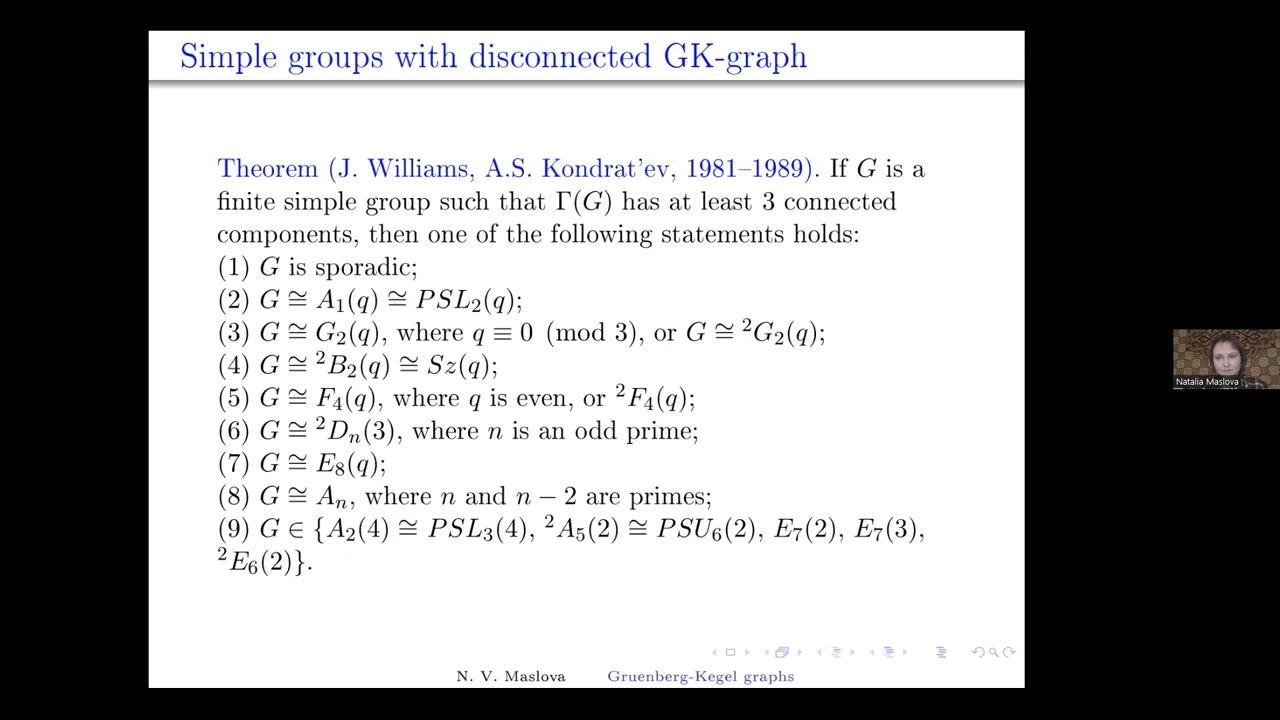 Simple groups with disconnected GK-graph
Theorem (J. Williams, A.S. Kondrat'ev, 1981–1989). If G is a
finite simple group such that Γ(G) has at least 3 connected
components, then one of the following statements holds:
(1) G is sporadic;
(2) G ≅ A₁(q) ≅ PSL₂(q);
(3) G ≅ G₂(q), where q ≡ 0 (mod 3), or G ≅ ²G₂(q);
(4) G ≅ ²B₂(q) ≅ Sz(q);
(5) G ≅ F₄(q), where q is even, or ²F₄(q);
(6) G ≅ ²Dₙ(3), where n is an odd prime;
(7) G ≅ E₈(q);
(8) G ≅ Aₙ, where n and n − 2 are primes;
(9) G ∈ {A₂(4) ≅ PSL₃(4), ²A₅(2) ≅ PSU₆(2), E₇(2), E₇(3),
²E₆(2)}.
N. V. Maslova Gruenberg-Kegel graphs
Natalia Maslova